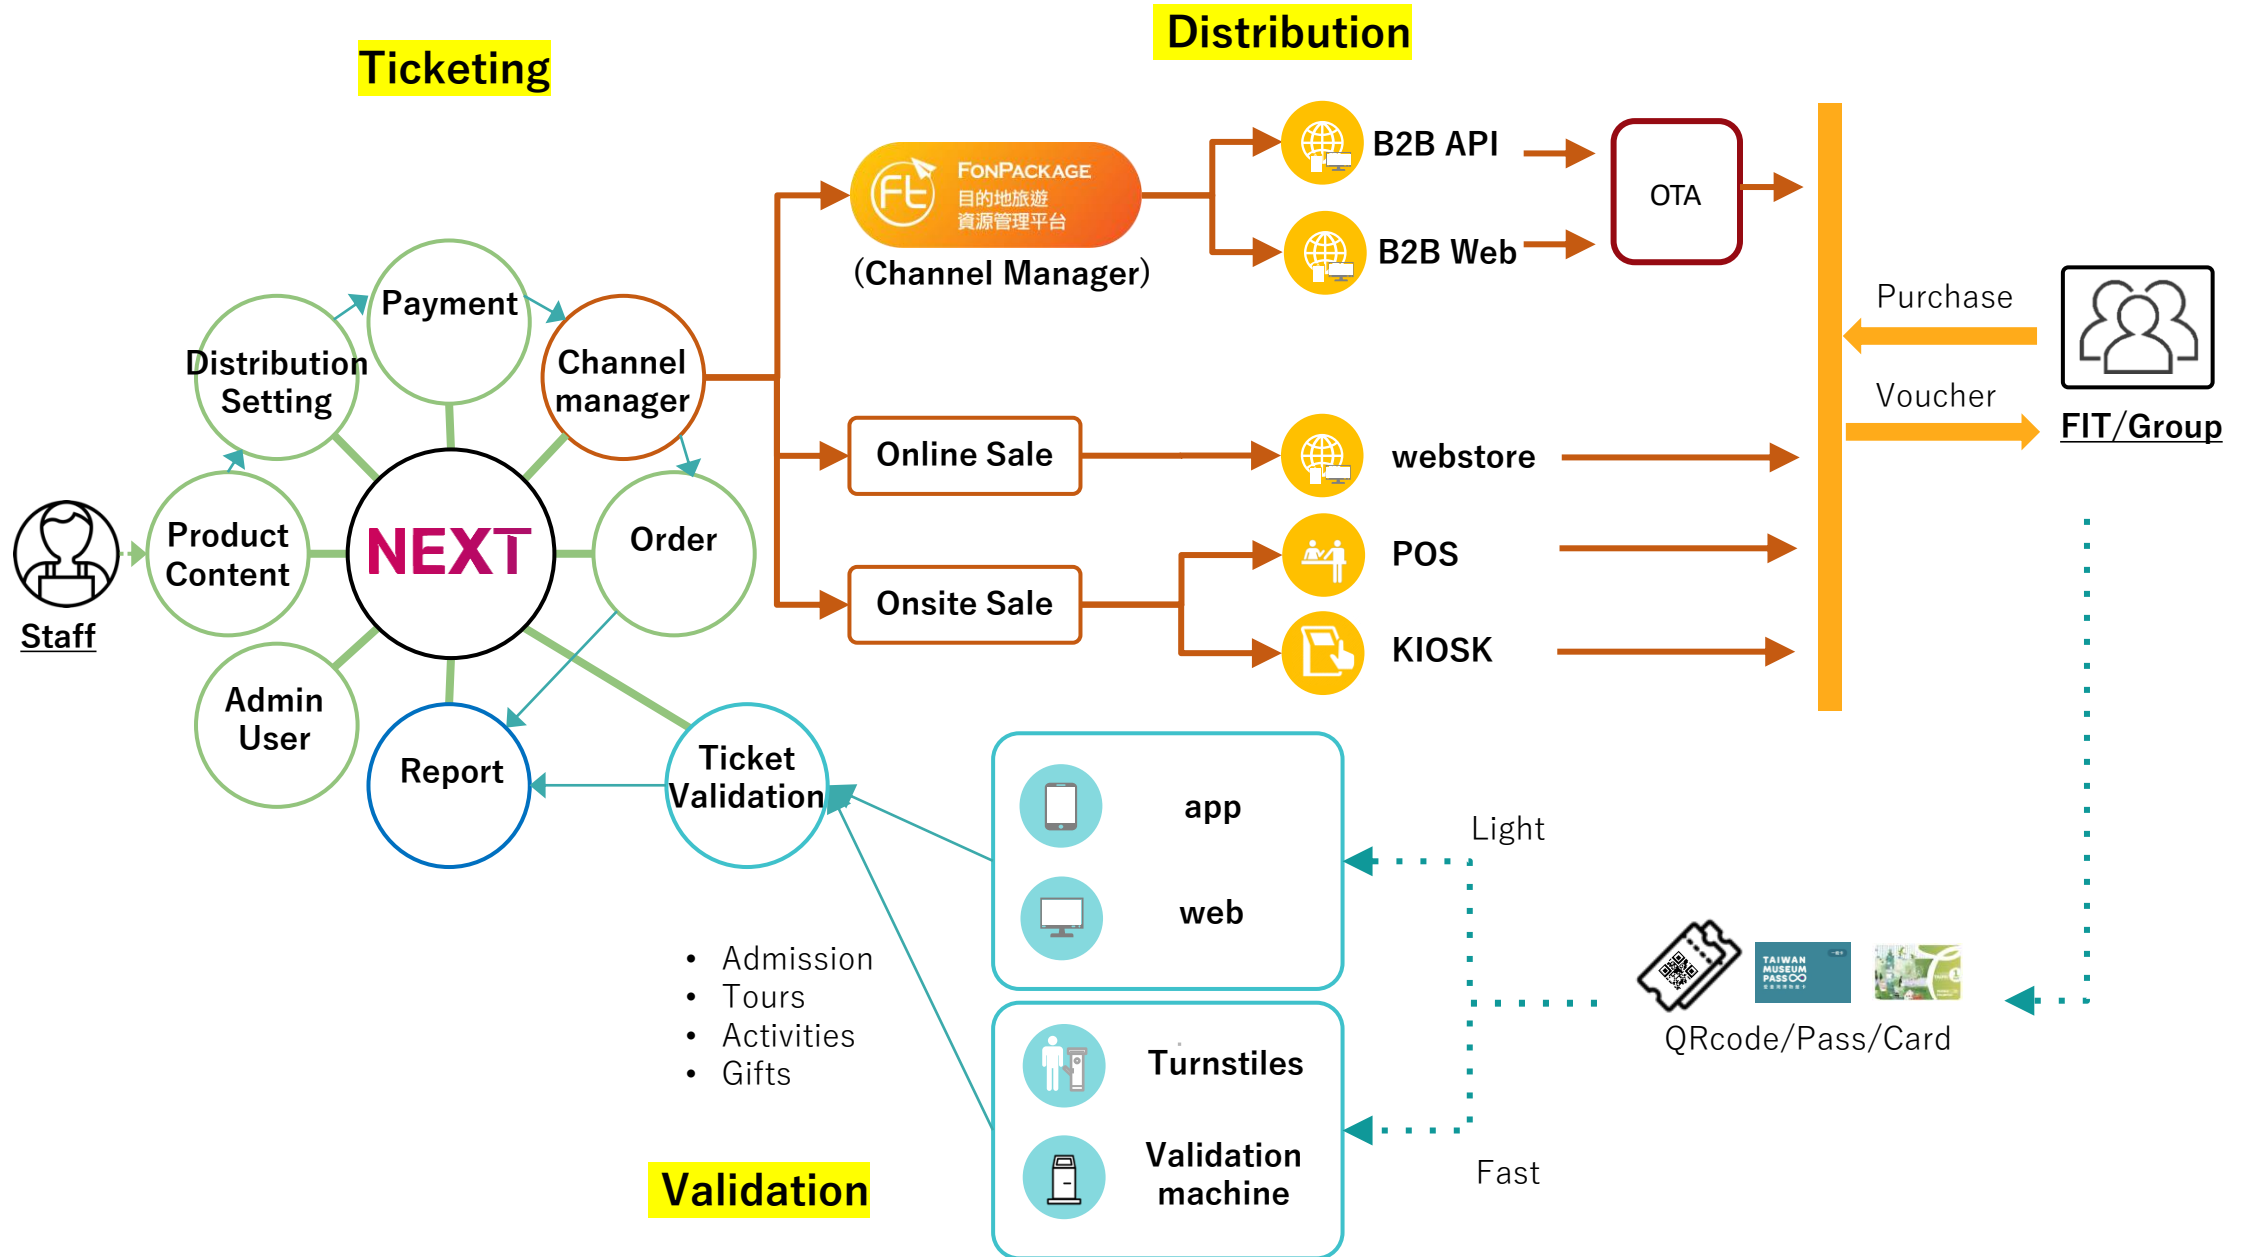 Ticketing
Distribution
Payment
Distribution
Setting
Channel
manager
Product
Content
NEXT
Order
Staff
Admin
User
Report
Ticket
Validation
FONPACKAGE
目的地旅遊
資源管理平台
(Channel Manager)
B2B API
B2B Web
OTA
Online Sale
webstore
Onsite Sale
POS
KIOSK
Purchase
Voucher
FIT/Group
app
web
Light
Turnstiles
Validation
machine
Fast
TAIWAN
MUSEUM
PASS
QRcode/Pass/Card
• Admission
• Tours
• Activities
• Gifts
Validation